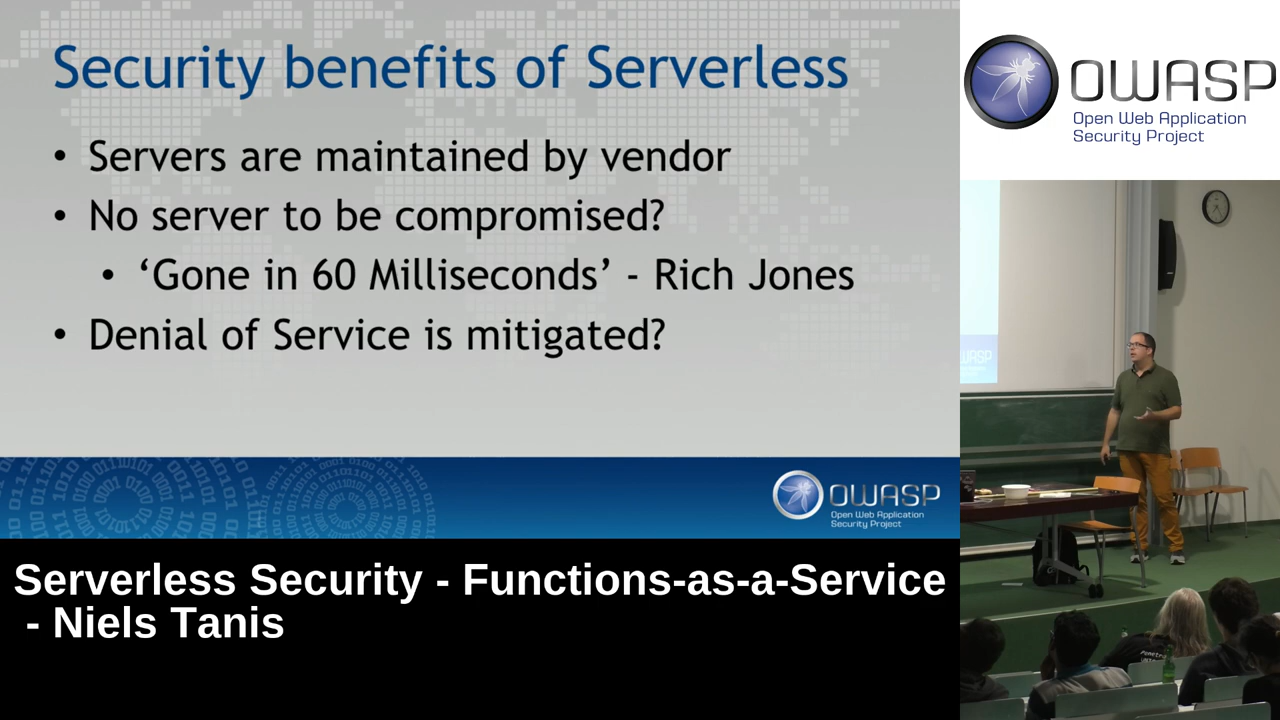 Security benefits of Serverless
• Servers are maintained by vendor
• No server to be compromised?
• ‘Gone in 60 Milliseconds’ - Rich Jones
• Denial of Service is mitigated?
OWASP
Open Web Application
Security Project
Serverless Security - Functions-as-a-Service
- Niels Tanis
OWASP
Open Web Application
Security Project